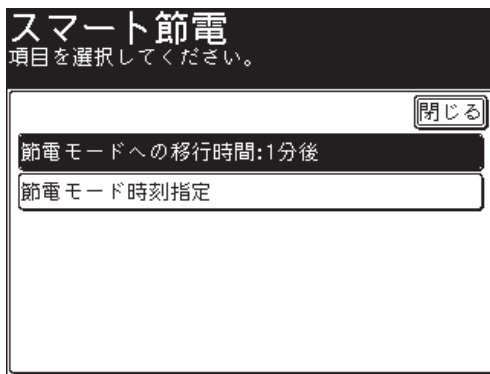 スマート節電
項目を選択してください。
閉じる
節電モードへの移行時間:1分後
節電モード時刻指定